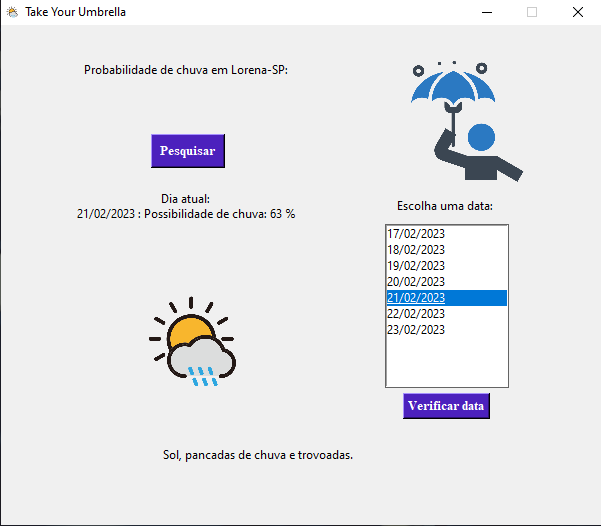 Take Your Umbrella
Probabilidade de chuva em Lorena-SP:
Pesquisar
Dia atual:
21/02/2023 : Possibilidade de chuva: 63 %
Escolha uma data:
17/02/2023
18/02/2023
19/02/2023
20/02/2023
21/02/2023
22/02/2023
23/02/2023
Verificar data
Sol, pancadas de chuva e trovoadas.